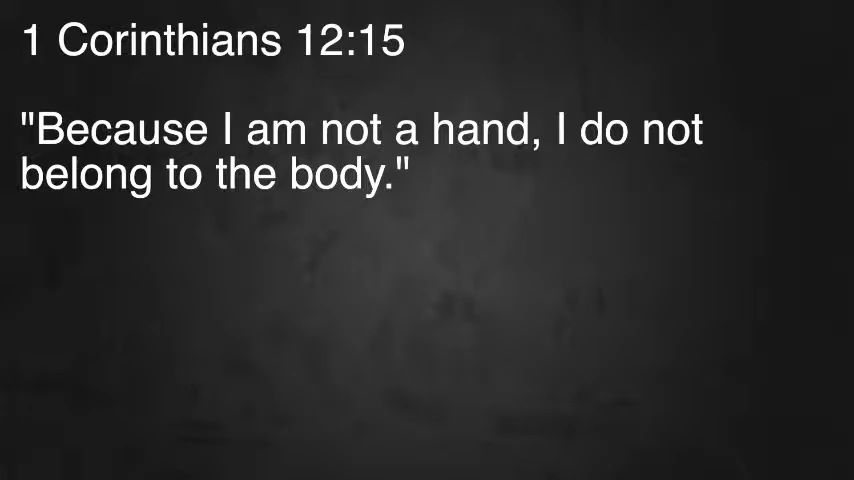 1 Corinthians 12:15
"Because I am not a hand, I do not
belong to the body."